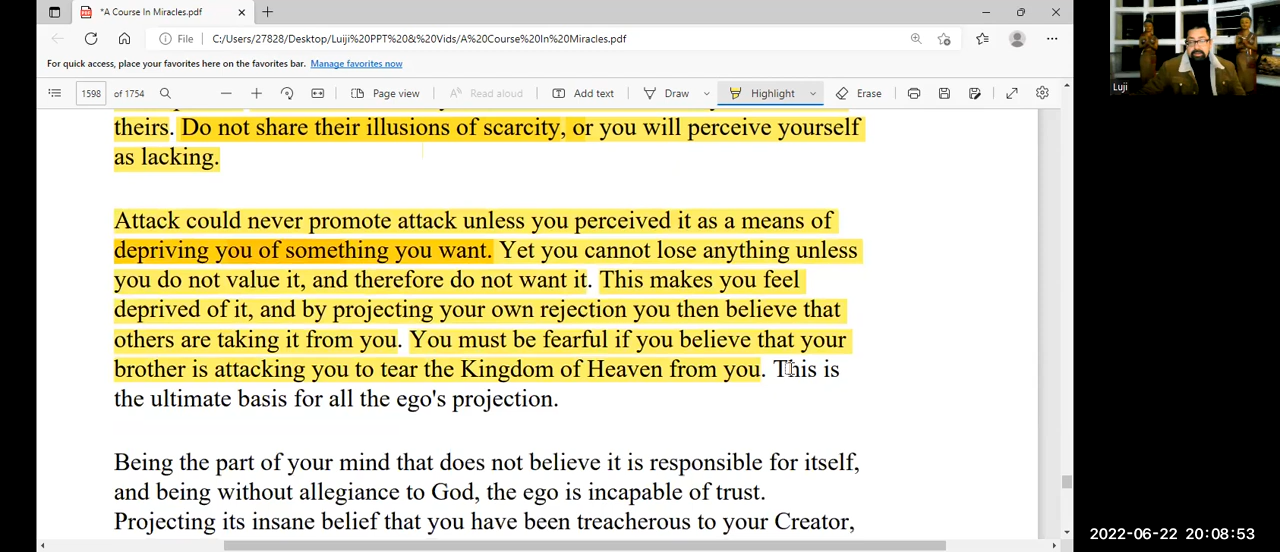 *A Course In Miracles.pdf
File C:/Users/27828/Desktop/Luiji%20PPT%20&%20Vids/A%20Course%20In%20Miracles.pdf
For quick access, place your favorites here on the favorites bar. Manage favorites now
1598 of 1754 Page view Read aloud Add text Draw Highlight Erase
theirs. Do not share their illusions of scarcity, or you will perceive yourself
as lacking.
Attack could never promote attack unless you perceived it as a means of
depriving you of something you want. Yet you cannot lose anything unless
you do not value it, and therefore do not want it. This makes you feel
deprived of it, and by projecting your own rejection you then believe that
others are taking it from you. You must be fearful if you believe that your
brother is attacking you to tear the Kingdom of Heaven from you. This is
the ultimate basis for all the ego's projection.
Being the part of your mind that does not believe it is responsible for itself,
and being without allegiance to God, the ego is incapable of trust.
Projecting its insane belief that you have been treacherous to your Creator,
Luji
2022-06-22 20:08:53